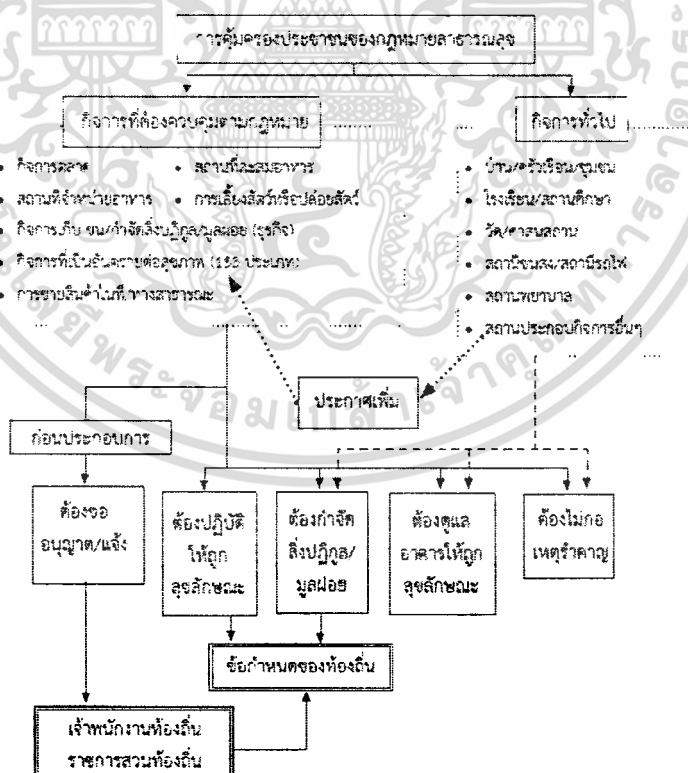 การคุ้มครองประชาชนของกฎหมายสาธารณสุข
กิจการที่ต้องควบคุมตามกฎหมาย
กิจการทั่วไป
• กิจการตลาด
• สถานที่สะสมอาหาร
• สถานที่จำหน่ายอาหาร
• การเลี้ยงสัตว์หรือปล่อยสัตว์
• กิจการเก็บ ขน/กำจัดสิ่งปฏิกูล/มูลฝอย (ธุรกิจ)
• กิจการที่เป็นอันตรายต่อสุขภาพ ประเภท)
• การขายสินค้าในที่ทางสาธารณะ
• บ้าน/ครัวเรือน/ชุมชน
• โรงเรียน/สถานศึกษา
• วัด/ศาสนสถาน
• สถานีขนส่ง/สถานีรถไฟ
• สถานพยาบาล
• สถานประกอบกิจการอื่นๆ
ประกาศเพิ่ม
ก่อนประกอบการ
ต้องขอ
อนุญาต/แจ้ง
ต้องปฏิบัติ
ให้ถูก
สุขลักษณะ
ต้องกำจัด
สิ่งปฏิกูล/
มูลฝอย
ต้องดูแล
อาคารให้ถูก
สุขลักษณะ
ต้องไม่ก่อ
เหตุรำคาญ
ข้อกำหนดของท้องถิ่น
เจ้าพนักงานท้องถิ่น
ราชการส่วนท้องถิ่น